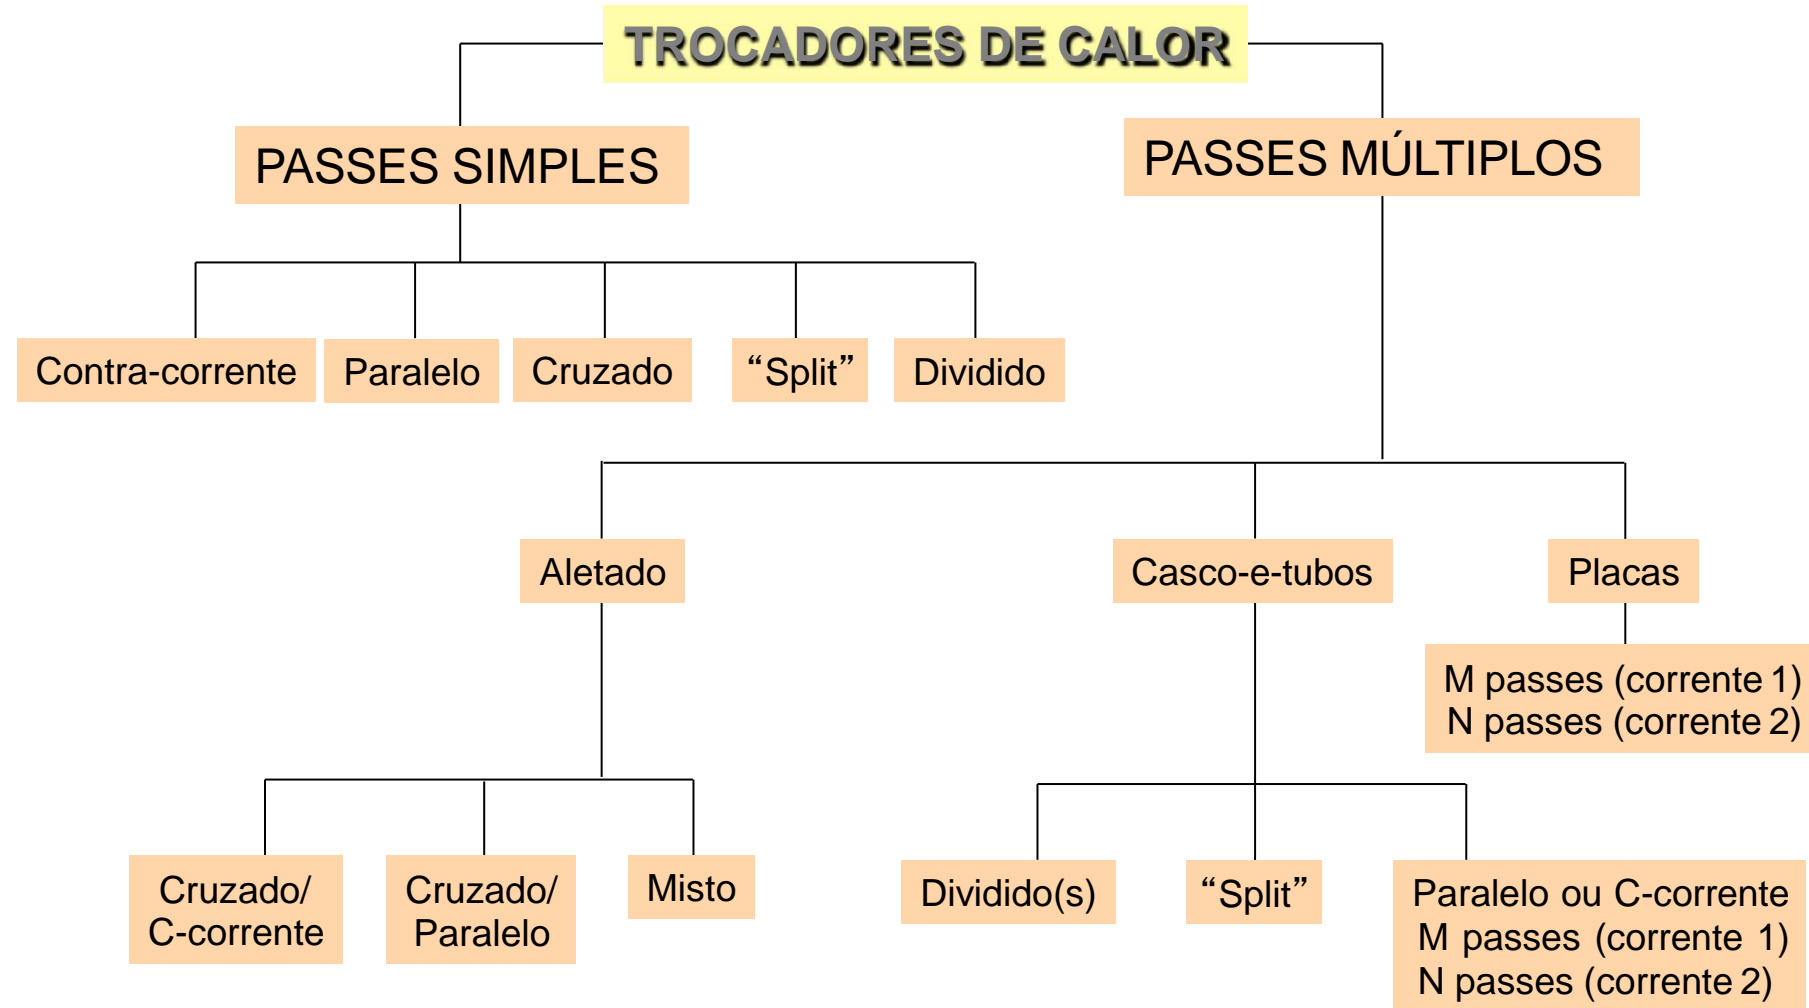 TROCADORES DE CALOR
PASSES SIMPLES
PASSES MÚLTIPLOS
Contra-corrente
Paralelo
Cruzado
“Split”
Dividido
Aletado
Casco-e-tubos
Placas
M passes (corrente 1)
N passes (corrente 2)
Cruzado/
C-corrente
Cruzado/
Paralelo
Misto
Dividido(s)
“Split”
Paralelo ou C-corrente
M passes (corrente 1)
N passes (corrente 2)